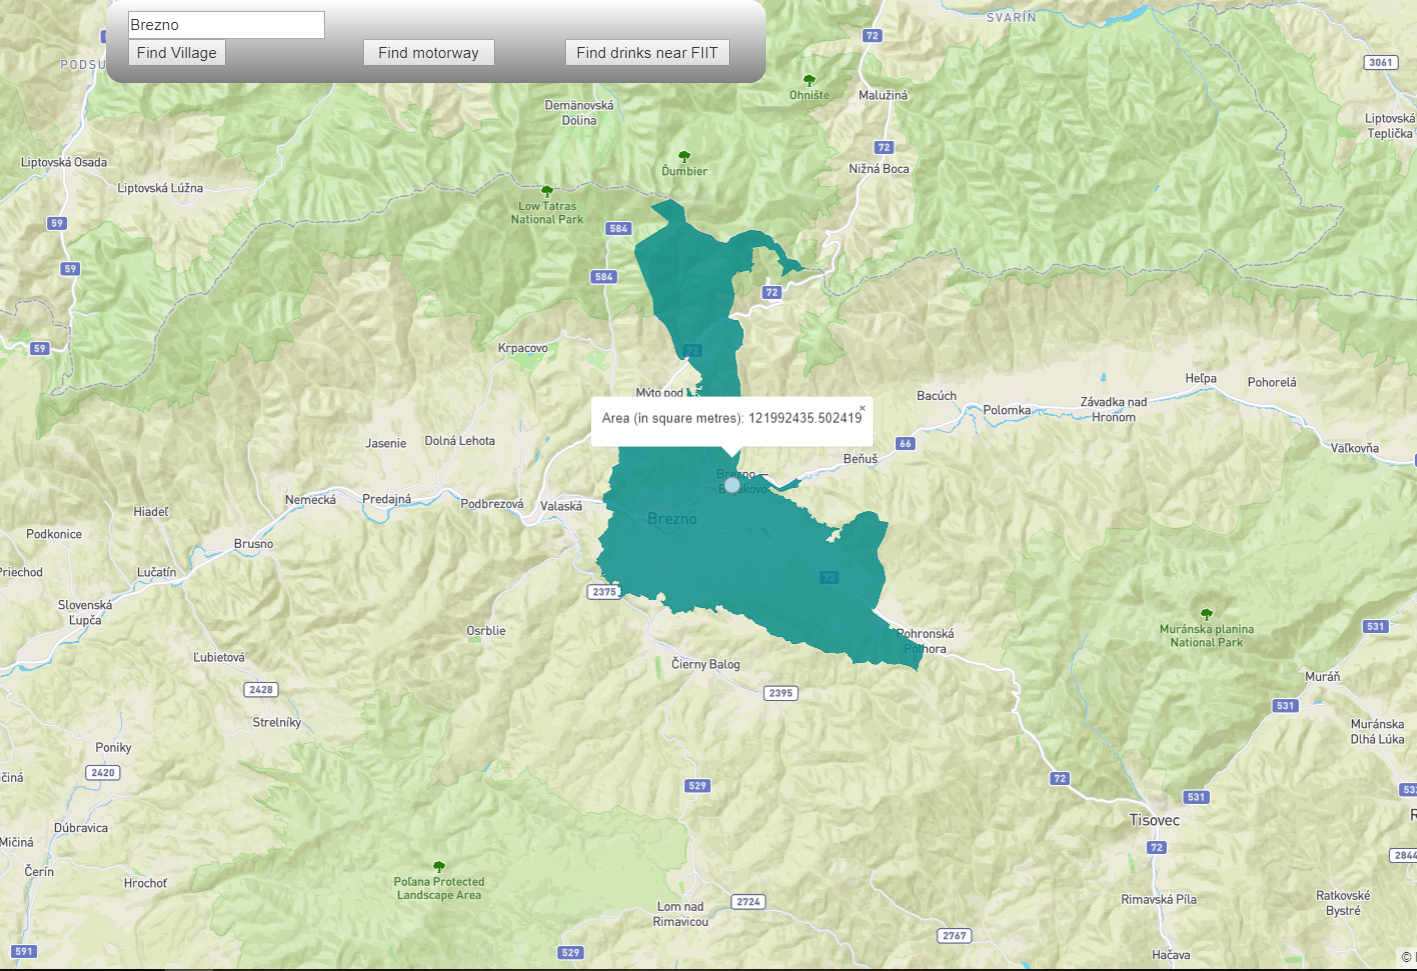 Brezno
Find Village
Find motorway
Find drinks near FIIT
SVARÍN
72
3061
PODSU
Ohnište
Malužiná
Demänovská
Dolina
Liptovská
Teplička
72
Liptovská Osada
Ďumbier
Nižná Boca
Liptovská Lúžna
Low Tatras
National Park
59
584
59
584
72
59
Krpacovo
72
Heľpa
Pohorelá
Mýto pod
Bacúch
Závadka nad
Hronom
Polomka
×
Area (in square metres): 121992435.502419
Jasenie
Dolná Lehota
66
Vaľkovňa
Beňuš
Brezno —
Nemecká
Predajná
Podbrezová
Valaská
Hiadeľ
Brezno
Podkonice
Brusno
Priechod
Lučatín
72
2375
Slovenská
Ľupča
Osrblie
Pohronská
Polhora
Muránska planina
National Park
531
Ľubietová
Čierny Balog
Muráň
2428
2395
531
Strelníky
Muránska
Dlhá Lúka
Poniky
2420
529
72
531
Dúbravica
Tisovec
Mičiná
72
2844
Čerín
Hrochoť
Poľana Protected
Landscape Area
Lom nad
Rimavicou
2724
Rimavská Píla
Ratkovské
Bystré
2767
591
529
Hačava
©